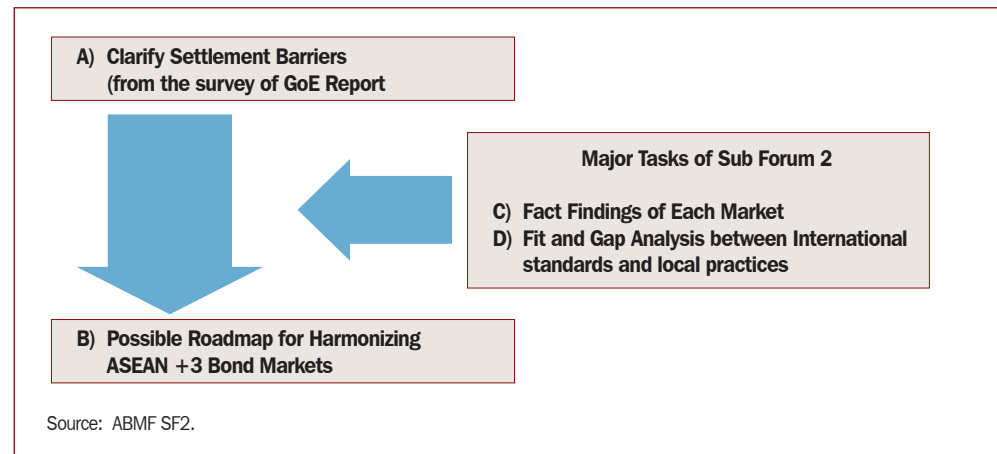 A) Clarify Settlement Barriers
(from the survey of GoE Report
Major Tasks of Sub Forum 2
C) Fact Findings of Each Market
D) Fit and Gap Analysis between International
standards and local practices
B) Possible Roadmap for Harmonizing
ASEAN +3 Bond Markets
Source: ABMF SF2.